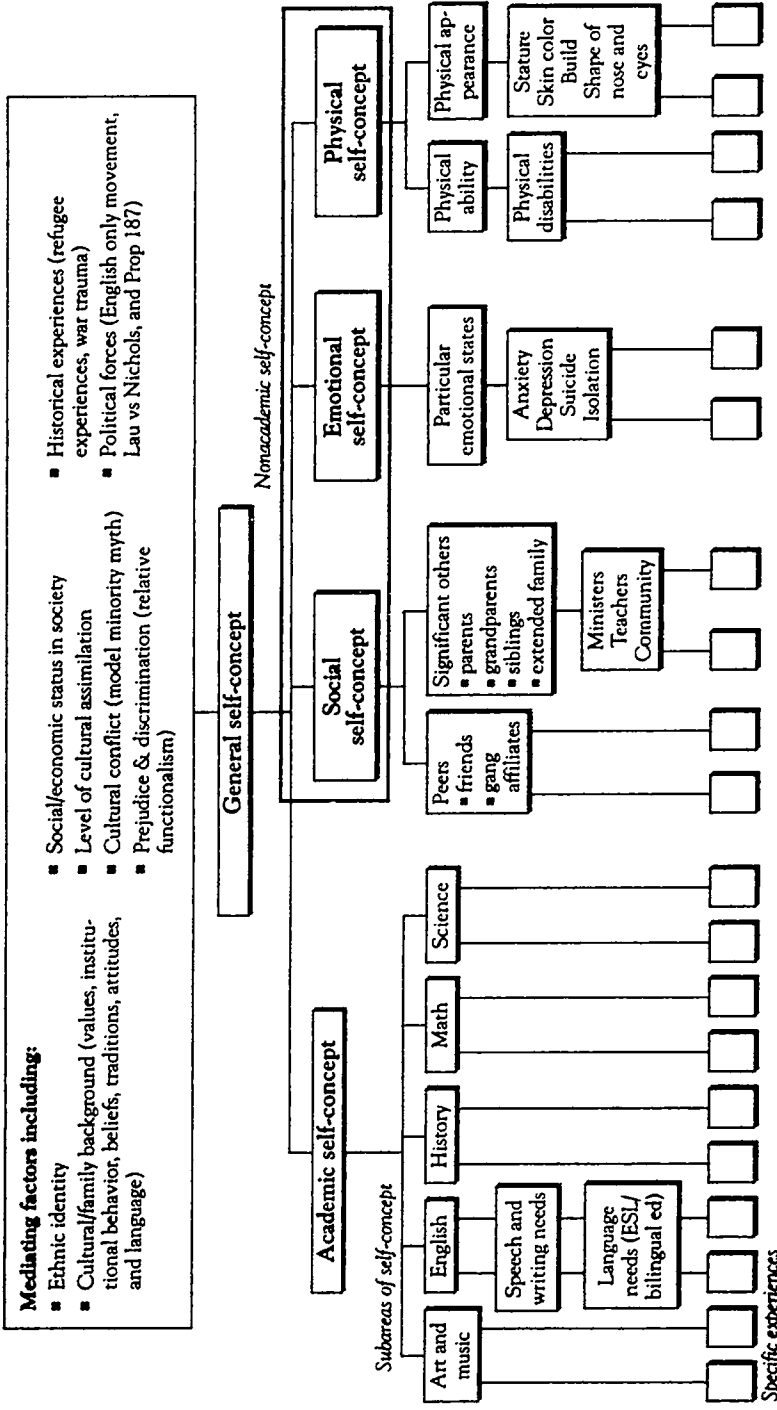 Mediating factors including:
▪ Ethnic identity
▪ Cultural/family background (values, institu-
tional behavior, beliefs, traditions, attitudes,
and language)
▪ Social/economic status in society
▪ Level of cultural assimilation
▪ Cultural conflict (model minority myth)
▪ Prejudice & discrimination (relative
functionalism)
▪ Historical experiences (refugee
experiences, war trauma)
▪ Political forces (English only movement,
Lau vs Nichols, and Prop 187)
General self-concept
Nonacademic self-concept
Academic self-concept
Social
self-concept
Emotional
self-concept
Physical
self-concept
Subareas of self-concept
Art and
music
English
History
Math
Science
Peers
▪ friends
▪ gang
affiliates
Significant others
▪ parents
▪ grandparents
▪ siblings
▪ extended family
Particular
emotional states
Physical
ability
Physical ap-
pearance
Speech and
writing needs
Language
needs (ESL/
bilingual ed)
Ministers
Teachers
Community
Anxiety
Depression
Suicide
Isolation
Physical
disabilities
Stature
Skin color
Build
Shape of
nose and
eyes
Specific experiences